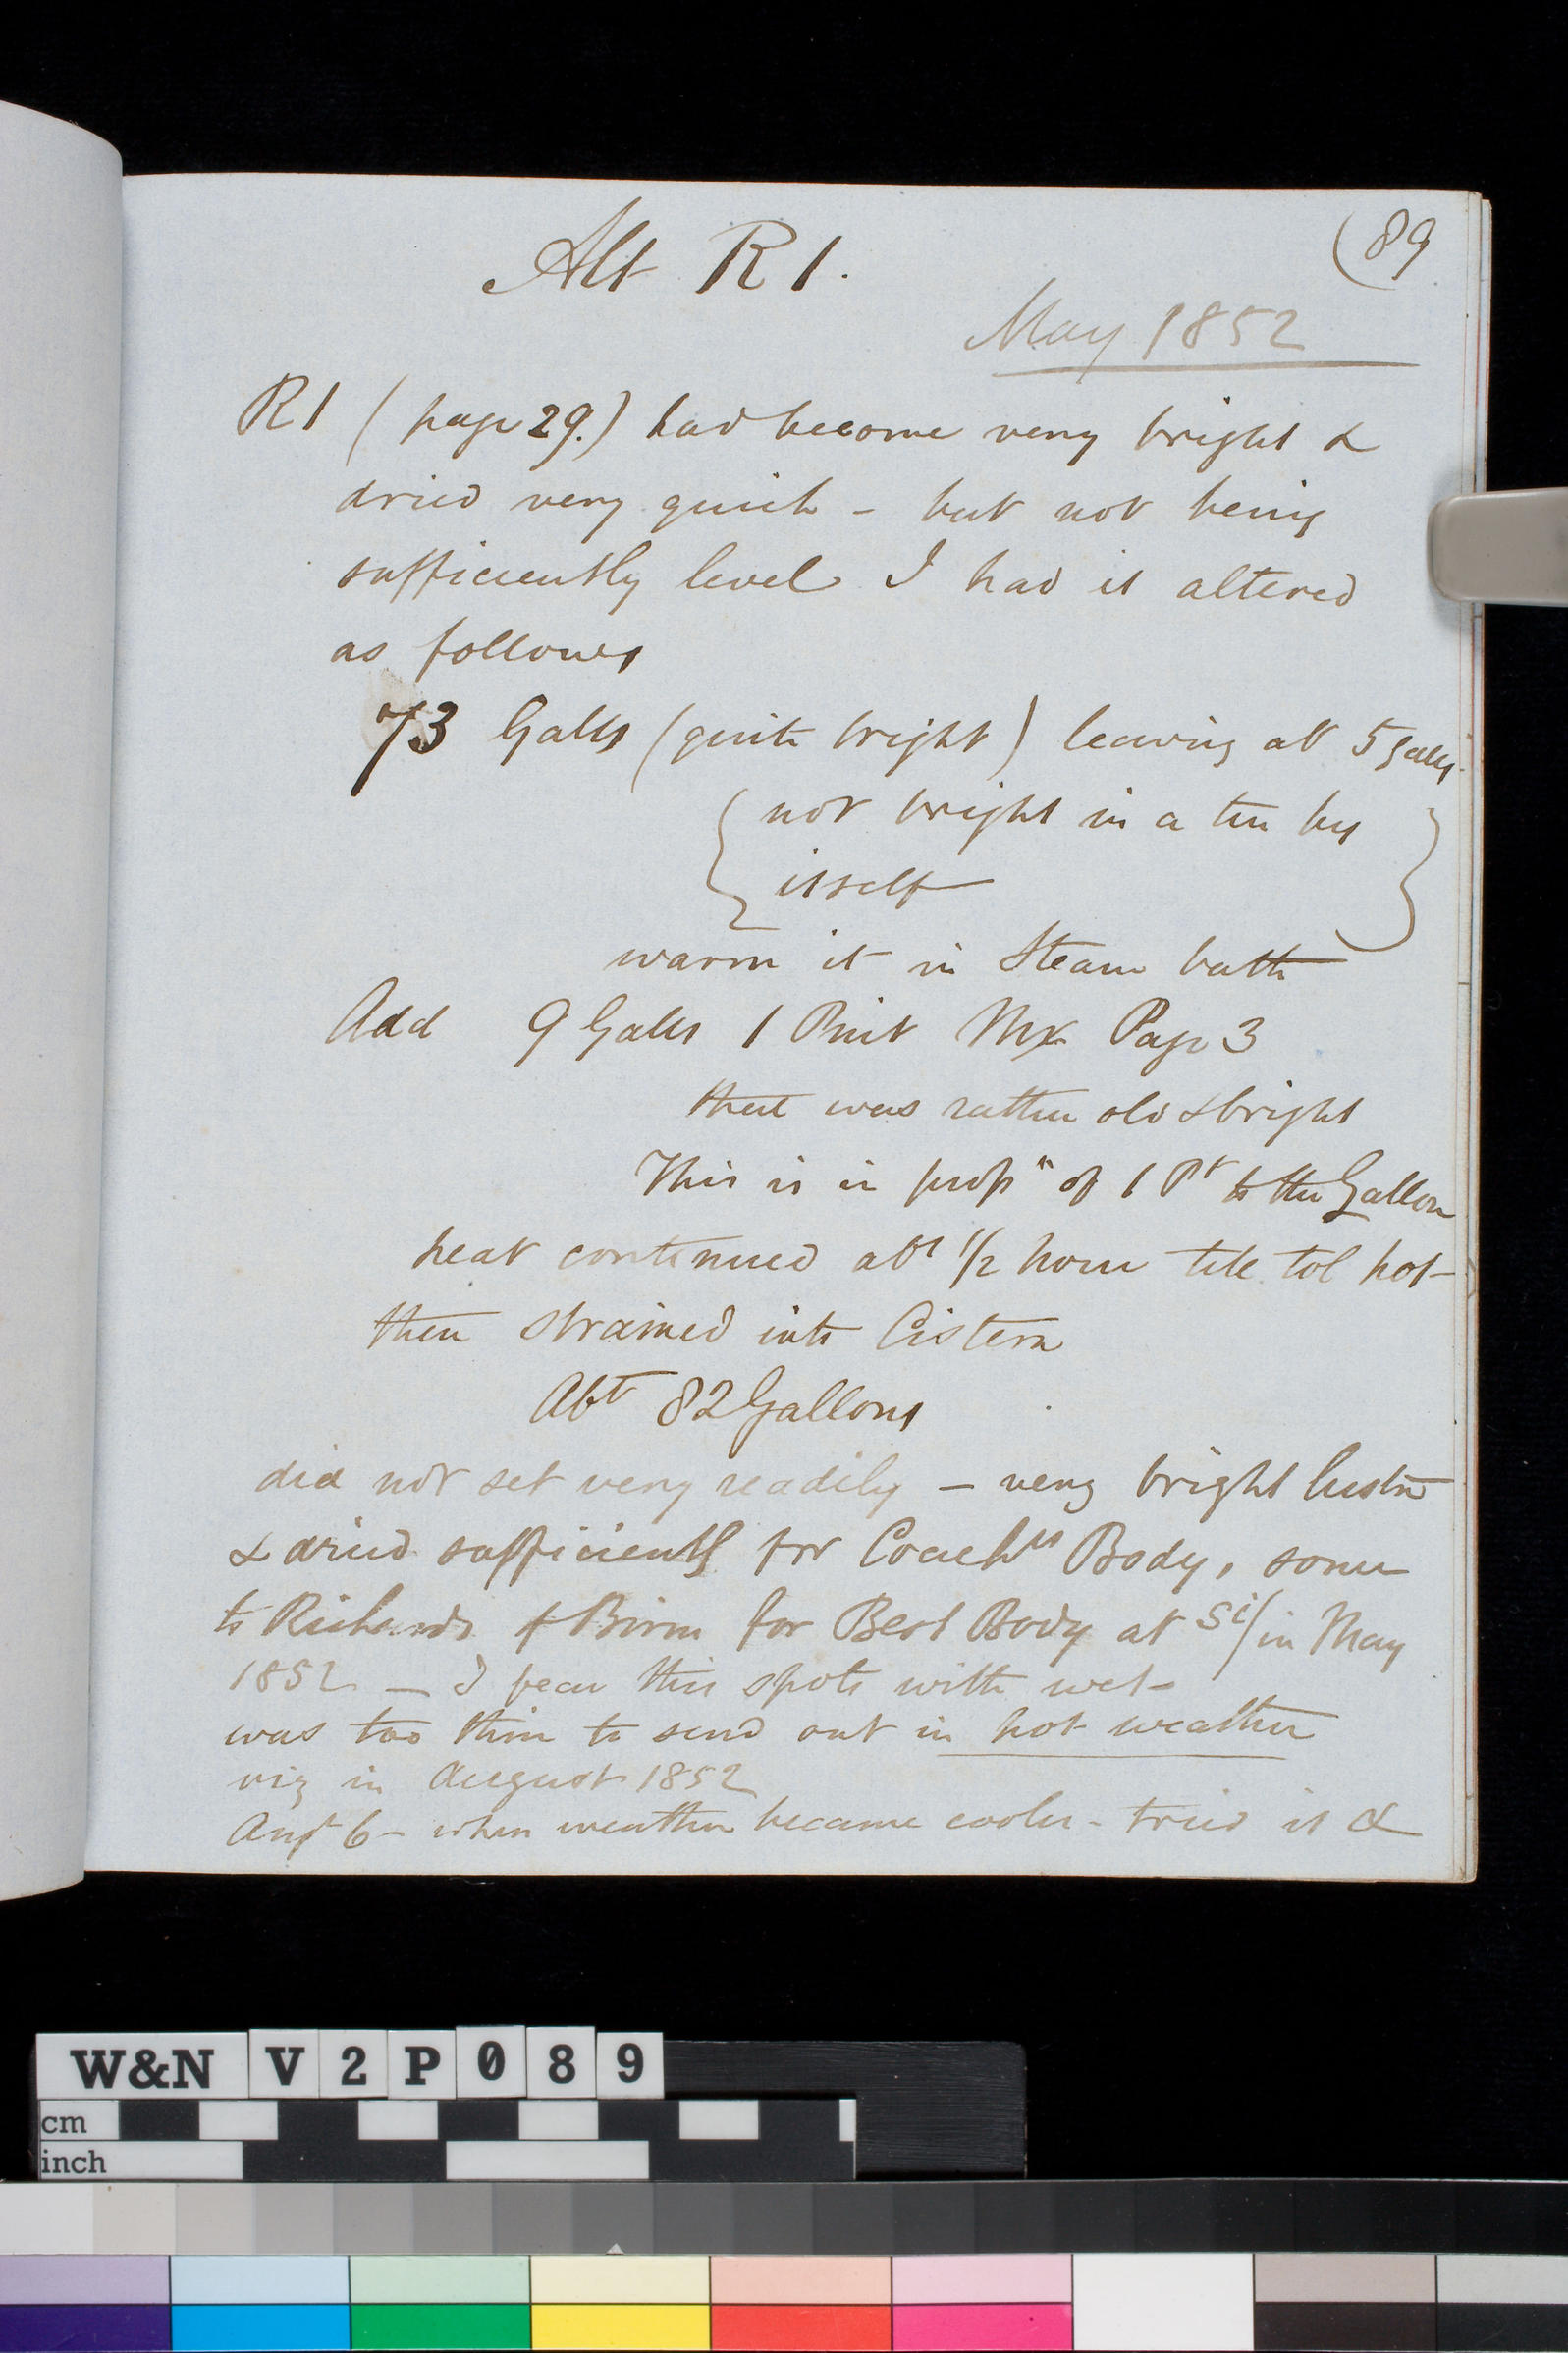 Alt R1.
(89
May 1852
R1 (page 29.) had become very bright &
dried very quick - but not being
sufficiently level I had it altered
as follows
73 Galls (quite bright) leaving abt 5 galls
not bright in a tin by
itself
warm it in Steam bath
Add 9 Galls 1 Pint Mx Page 3
that was rather old & bright
This is in propn of 1 Pt to the Gallon
heat continued abt 1/2 hour till tol hot
then strained into Cistern
Abt 82 Gallons
did not set very readily - very bright lustre
& dried sufficiently for Coachrs Body, some
to Richards Birm for Best Body at in May
1852 - I fear this spots with wet -
was too thin to send out in hot weather
viz in August 1852
Augt 6 - when weather became cooler - tried it &
W&N V2P089
cm
inch